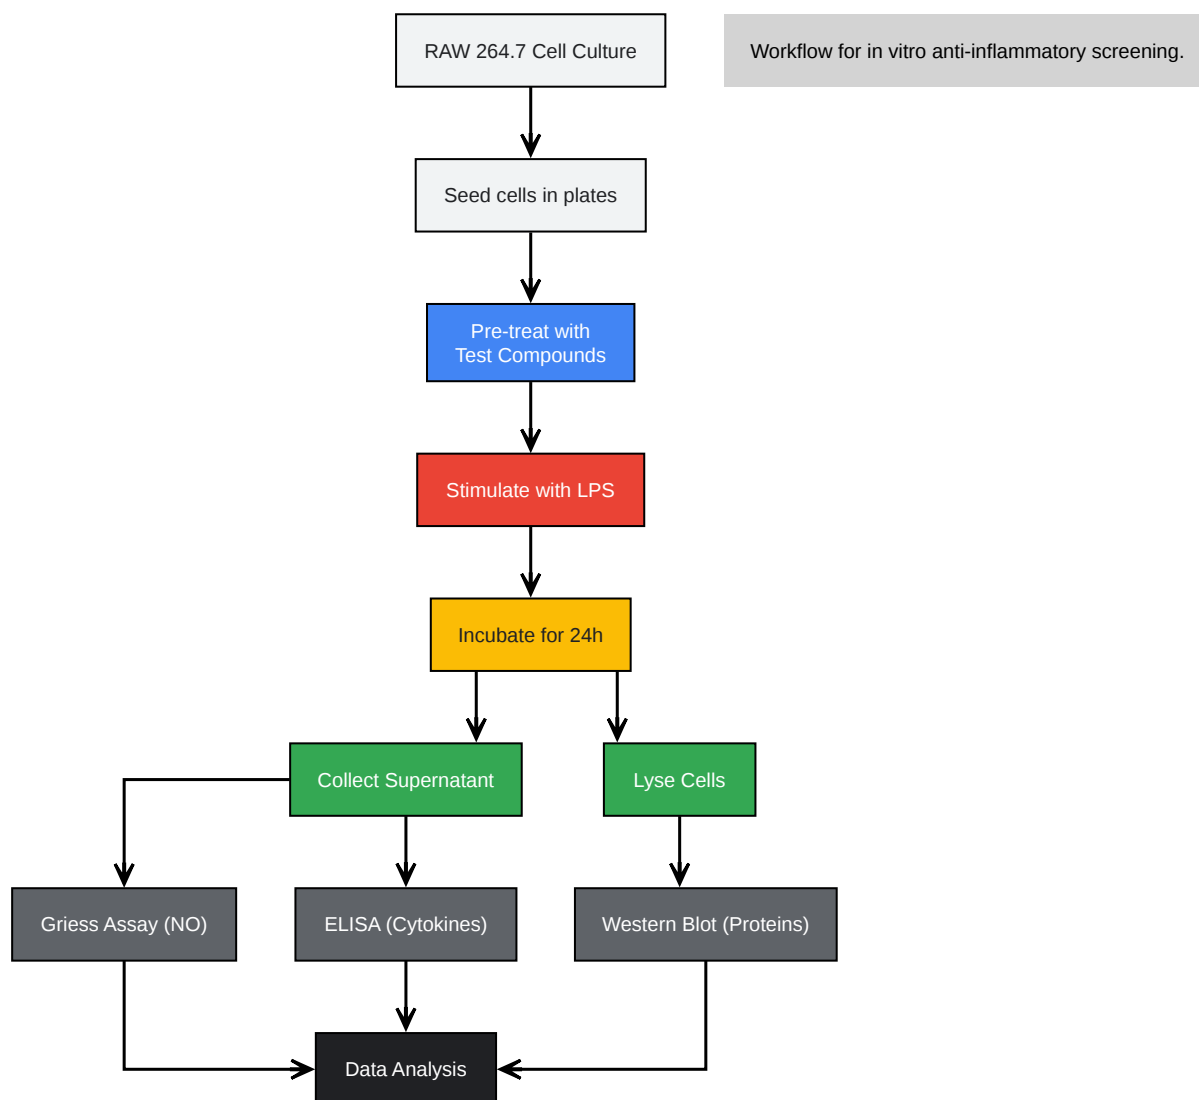 RAW 264.7 Cell Culture
Workflow for in vitro anti-inflammatory screening.
Seed cells in plates
Pre-treat with
Test Compounds
Stimulate with LPS
Incubate for 24h
Collect Supernatant
Lyse Cells
Griess Assay (NO)
ELISA (Cytokines)
Western Blot (Proteins)
Data Analysis